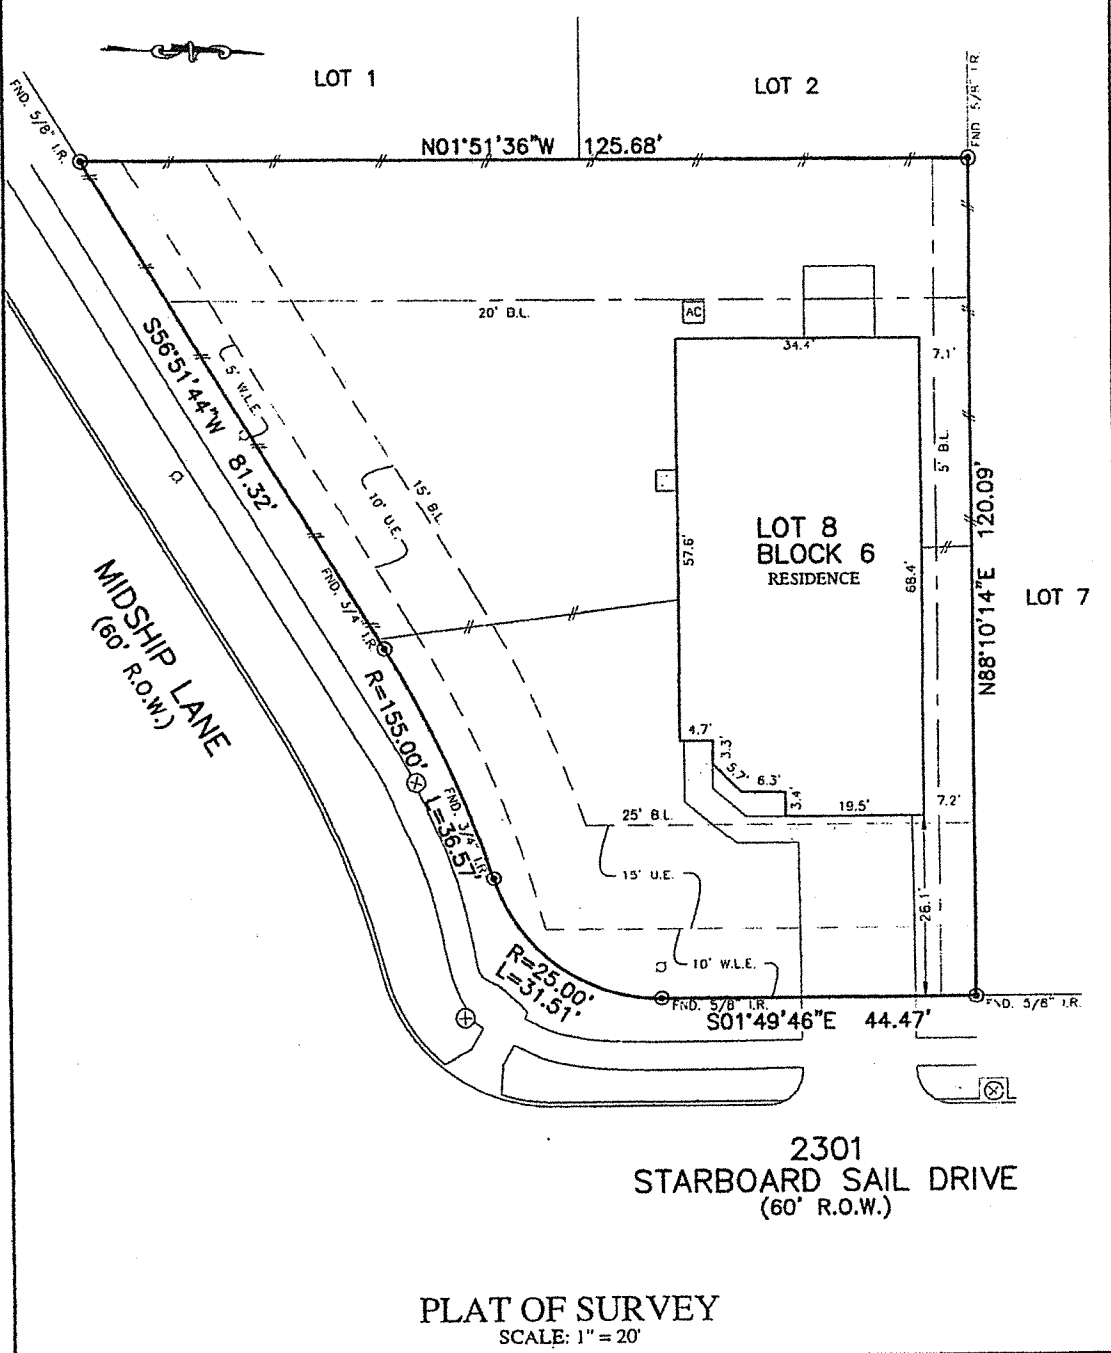 LOT 1
LOT 2
FND. 5/8" I.R.
FND 5/8" I.R.
N01°51'36"W 125.68'
20' B.L.
AC
34.4'
7.1'
S56°51'44"W 81.32'
5' W.L.E.
15' B.L.
10' U.E.
5' B.L.
57.6'
LOT 8
BLOCK 6
RESIDENCE
68.4'
N88°10'14"E 120.09'
LOT 7
MIDSHIP LANE
(60' R.O.W.)
FND. 3/4" I.R.
R=155.00'
L=36.57'
FND. 3/4" I.R.
4.7'
3.3'
5.7'
6.3'
3.4'
19.5'
7.2'
25' B.L.
15' U.E.
26.1'
10' W.L.E.
R=25.00'
L=31.51'
FND. 5/8" I.R.
FND. 5/8" I.R.
S01°49'46"E 44.47'
2301
STARBOARD SAIL DRIVE
(60' R.O.W.)
PLAT OF SURVEY
SCALE: 1" = 20'